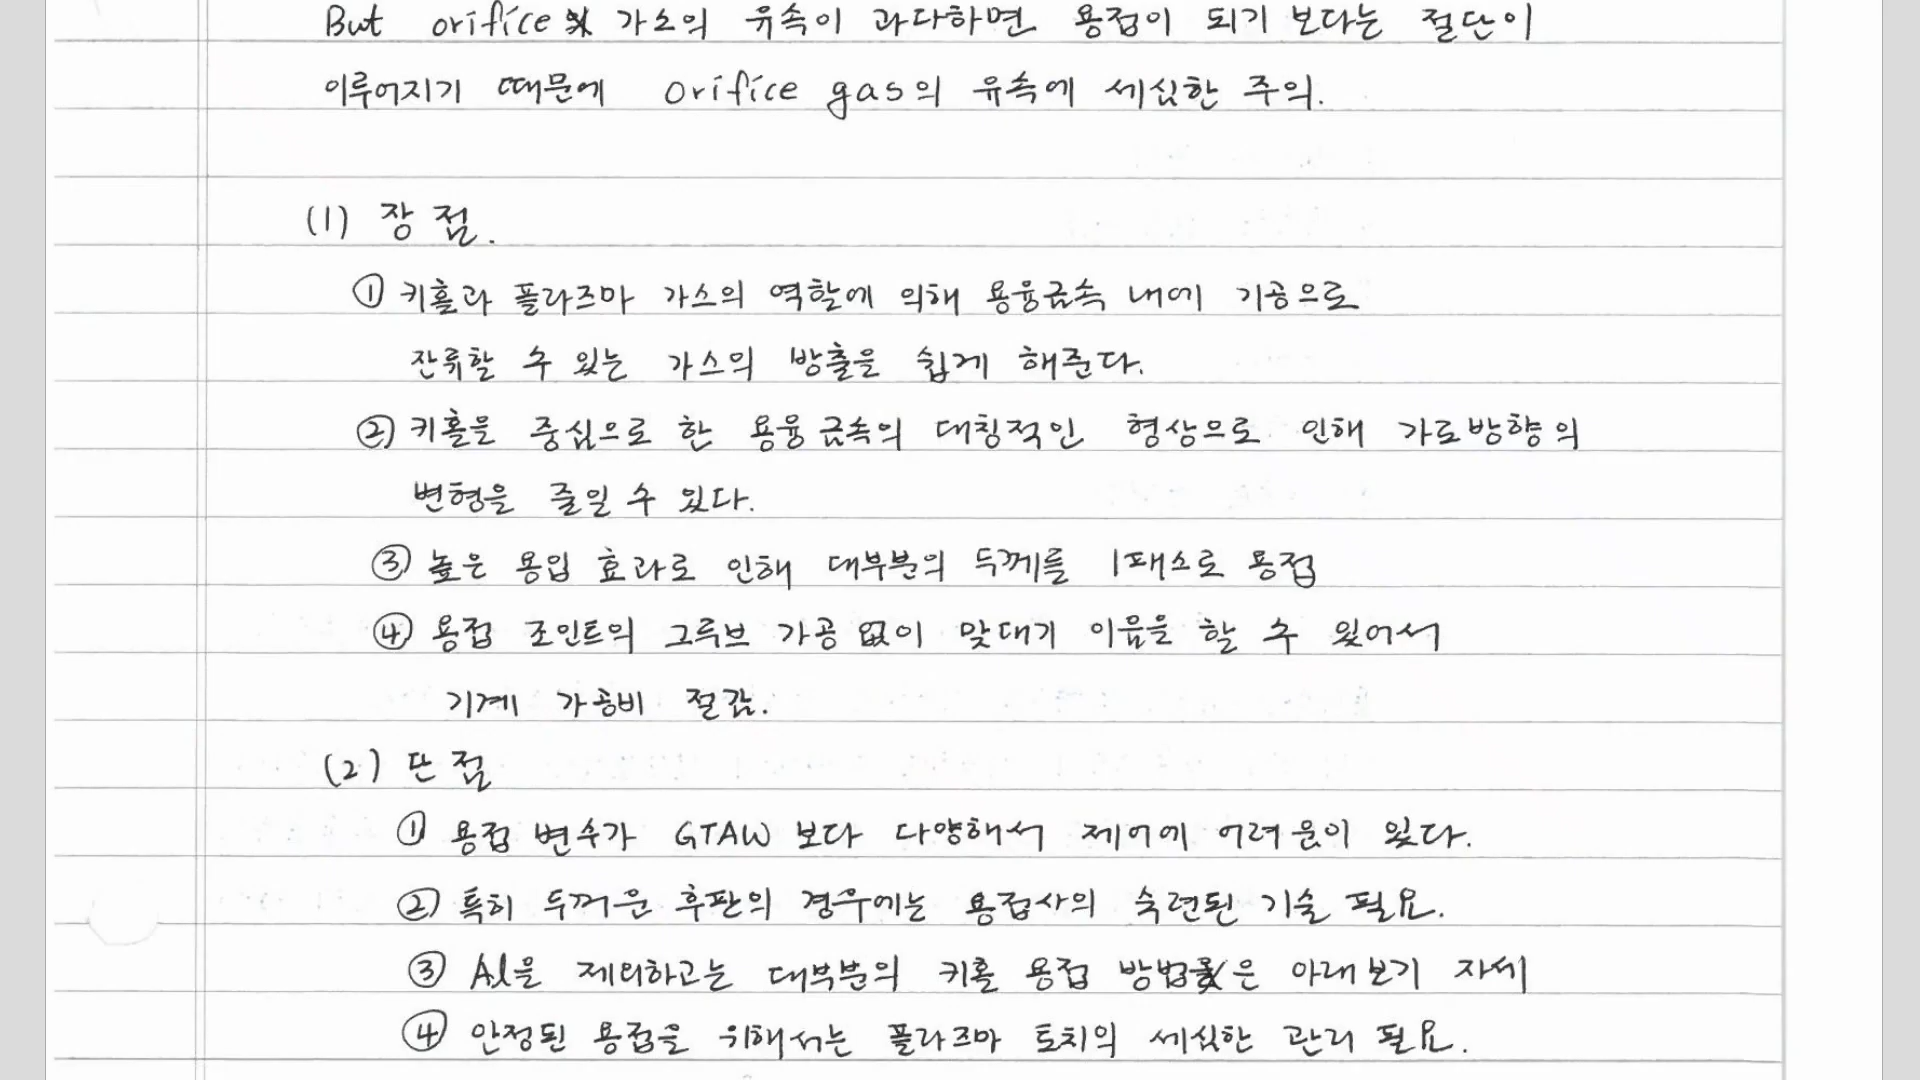 But orifice 가스의 유속이 과다하면 용접이 되기 보다는 절단이
이루어지기 때문에 orifice gas의 유속에 세심한 주의.
(1) 장점.
① 키홀과 플라즈마 가스의 역할에 의해 용융금속 내에 기공으로
잔류할 수 있는 가스의 방출을 쉽게 해준다.
② 키홀을 중심으로 한 용융금속의 대칭적인 형상으로 인해 가로방향의
변형을 줄일 수 있다.
③ 높은 용입 효과로 인해 대부분의 두께를 1패스로 용접
④ 용접 조인트의 그루브 가공 없이 맞대기 이음을 할 수 있어서
기계 가공비 절감.
(2) 단점
① 용접 변수가 GTAW 보다 다양해서 제어에 어려운이 있다.
② 특히 두꺼운 후판의 경우에는 용접사의 숙련된 기술 필요.
③ Al을 제외하고는 대부분의 키홀 용접 방법은 아래보기 자세
④ 안정된 용접을 위해서는 플라즈마 토치의 세심한 관리 필요.